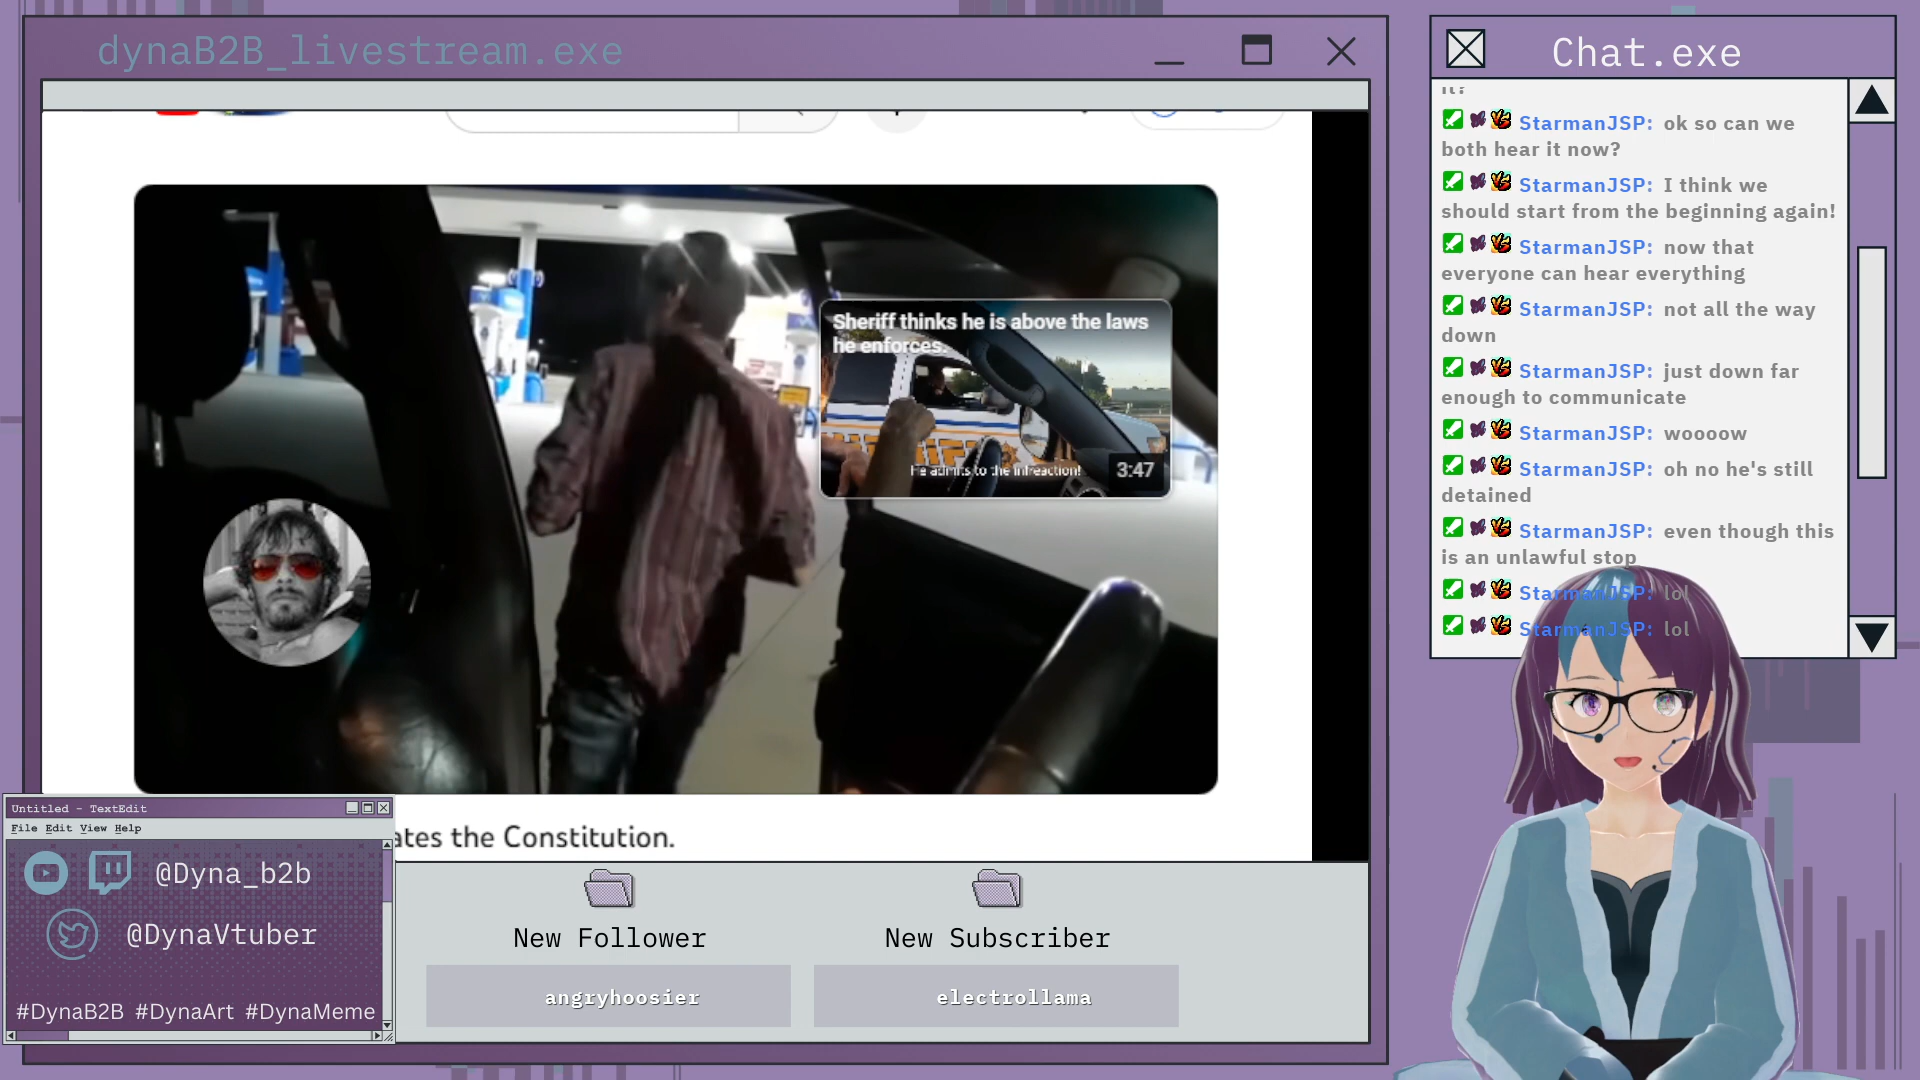 dynaB2B_livestream.exe
Sheriff thinks he is above the laws
he enforces.
He admits to the infreaction!
3:47
ates the Constitution.
Untitled - TextEdit
File Edit View Help
@Dyna_b2b
@DynaVtuber
#DynaB2B #DynaArt #DynaMeme
New Follower
angryhoosier
New Subscriber
electrollama
Chat.exe
StarmanJSP: ok so can we
both hear it now?
StarmanJSP: I think we
should start from the beginning again!
StarmanJSP: now that
everyone can hear everything
StarmanJSP: not all the way
down
StarmanJSP: just down far
enough to communicate
StarmanJSP: woooow
StarmanJSP: oh no he's still
detained
StarmanJSP: even though this
is an unlawful stop
StarmanJSP: lol
StarmanJSP: lol